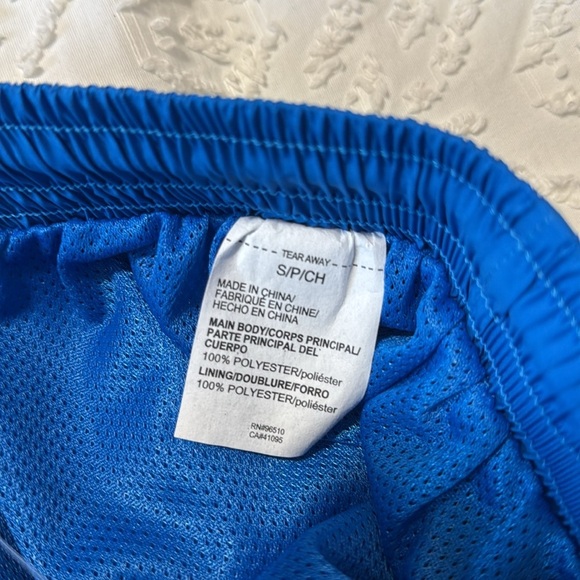 TEAR AWAY
S/P/CH
MADE IN CHINA/
FABRIQUÉ EN CHINE/
HECHO EN CHINA
MAIN BODY/CORPS PRINCIPAL/
PARTE PRINCIPAL DEL
CUERPO
100% POLYESTER/poliéster
LINING/DOUBLURE/FORRO
100% POLYESTER/poliéster
RN#96510
CA#41095